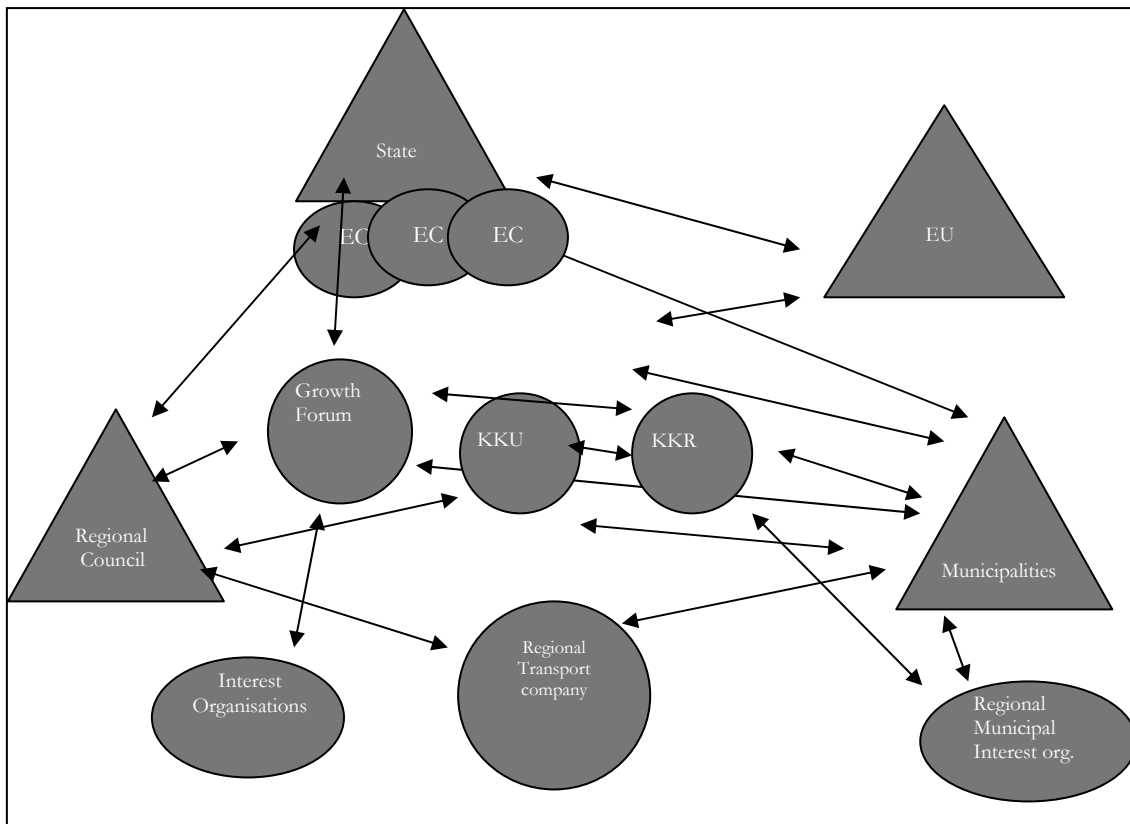 State
EC
EC
EC
EU
Growth
Forum
KKU
KKR
Regional
Council
Municipalities
Regional
Transport
company
Interest
Organisations
Regional
Municipal
Interest org.